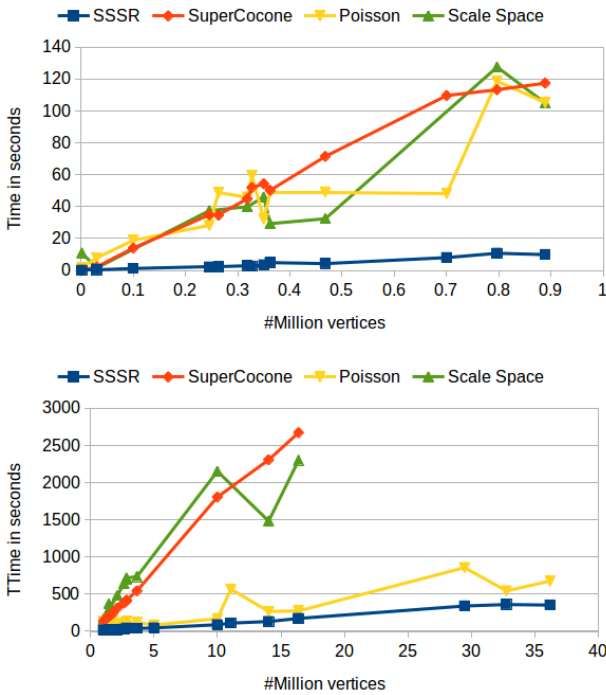 SSSR SuperCocone Poisson Scale Space
140
120
100
80
60
40
20
0
Time in seconds
0 0.1 0.2 0.3 0.4 0.5 0.6 0.7 0.8 0.9 1
#Million vertices
SSSR SuperCocone Poisson Scale Space
3000
2500
2000
1500
1000
500
0
TTime in seconds
0 5 10 15 20 25 30 35 40
#Million vertices